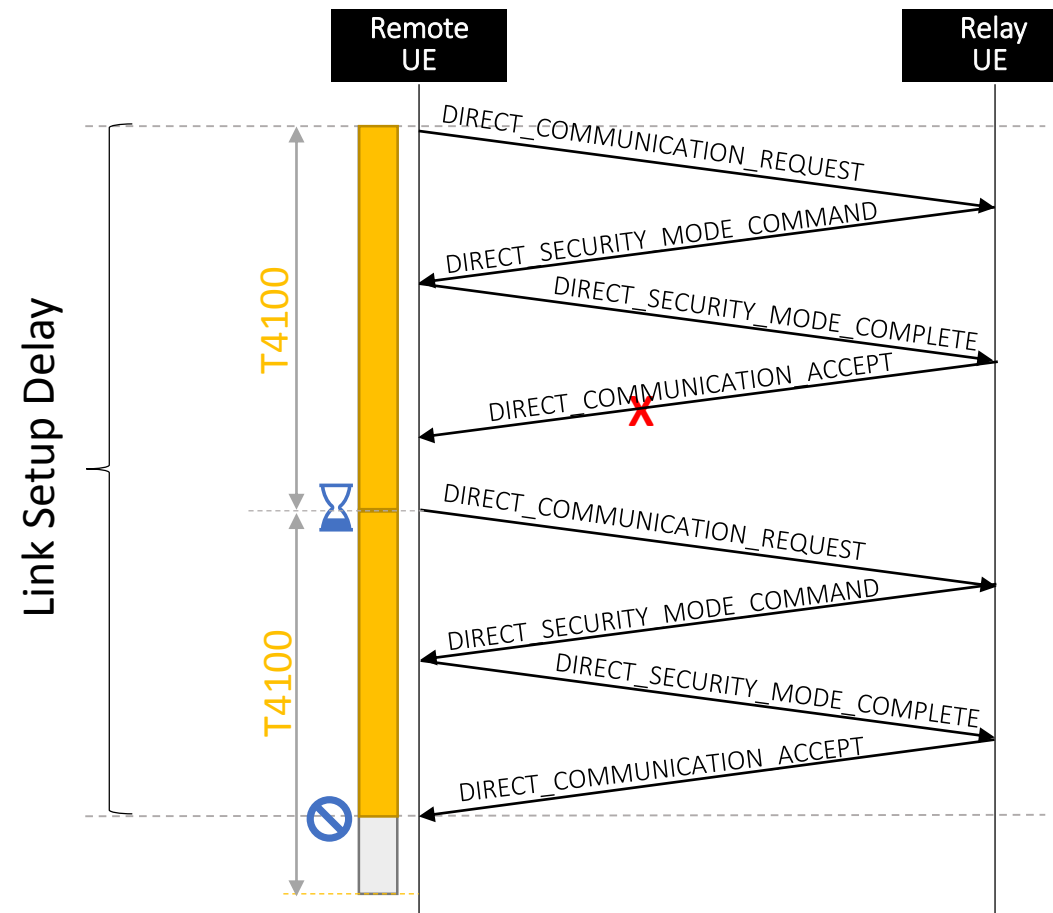 Remote
UE
Relay
UE
DIRECT_COMMUNICATION_REQUEST
DIRECT_SECURITY_MODE_COMMAND
DIRECT_SECURITY_MODE_COMPLETE
DIRECT_COMMUNICATION_ACCEPT
X
T4100
Link Setup Delay
DIRECT_COMMUNICATION_REQUEST
DIRECT_SECURITY_MODE_COMMAND
DIRECT_SECURITY_MODE_COMPLETE
DIRECT_COMMUNICATION_ACCEPT
T4100